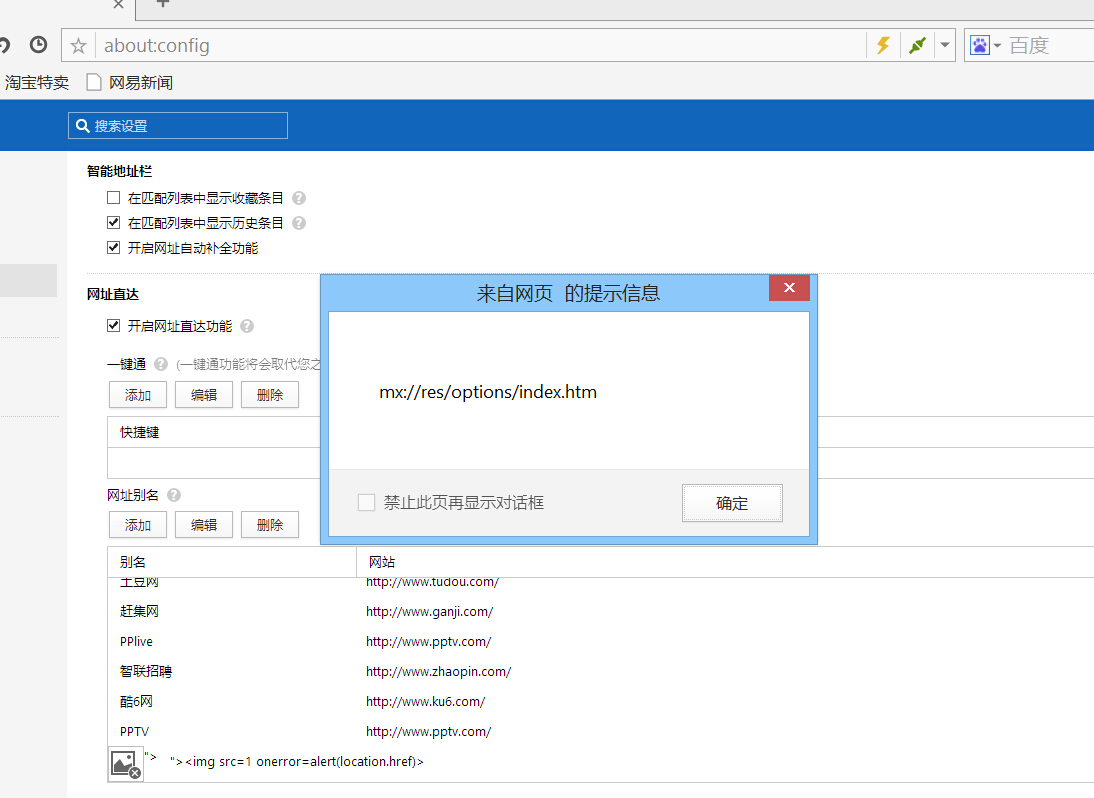 about:config
百度
淘宝特卖 网易新闻
搜索设置
智能地址栏
在匹配列表中显示收藏条目
在匹配列表中显示历史条目
开启网址自动补全功能
网址直达
开启网址直达功能
一键通 (一键通功能将会取代您之
添加 编辑 删除
快捷键
来自网页 的提示信息
mx://res/options/index.htm
禁止此页再显示对话框
确定
网址别名
添加 编辑 删除
别名 网站
土豆网 http://www.tudou.com/
赶集网 http://www.ganji.com/
PPlive http://www.pptv.com/
智联招聘 http://www.zhaopin.com/
酷6网 http://www.ku6.com/
PPTV http://www.pptv.com/
"> "><img src=1 onerror=alert(location.href)>